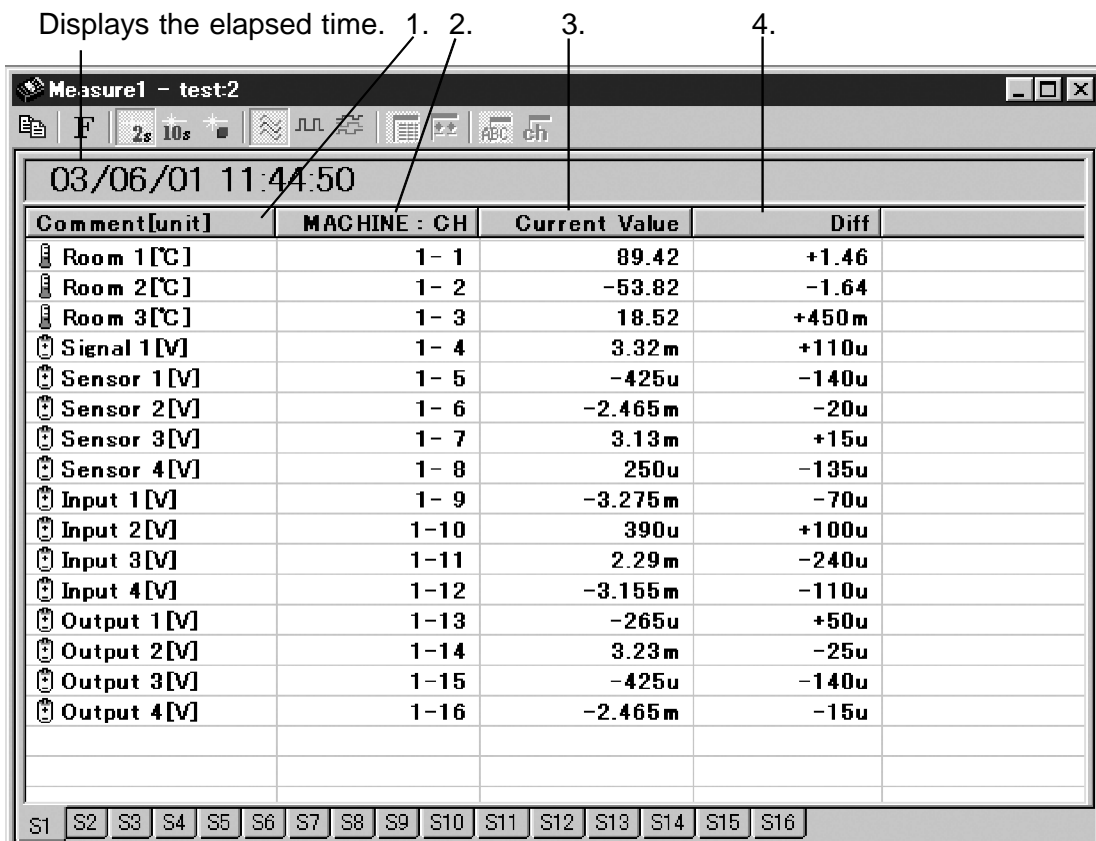 Displays the elapsed time. 1. 2. 3. 4.
Measure1 - test:2
F 2s 10s ABC ch
03/06/01 11:44:50
Comment[unit] MACHINE : CH Current Value Diff
Room 1[℃] 1- 1 89.42 +1.46
Room 2[℃] 1- 2 -53.82 -1.64
Room 3[℃] 1- 3 18.52 +450m
Signal 1[V] 1- 4 3.32m +110u
Sensor 1[V] 1- 5 -425u -140u
Sensor 2[V] 1- 6 -2.465m -20u
Sensor 3[V] 1- 7 3.13m +15u
Sensor 4[V] 1- 8 250u -135u
Input 1[V] 1- 9 -3.275m -70u
Input 2[V] 1-10 390u +100u
Input 3[V] 1-11 2.29m -240u
Input 4[V] 1-12 -3.155m -110u
Output 1[V] 1-13 -265u +50u
Output 2[V] 1-14 3.23m -25u
Output 3[V] 1-15 -425u -140u
Output 4[V] 1-16 -2.465m -15u
S1 S2 S3 S4 S5 S6 S7 S8 S9 S10 S11 S12 S13 S14 S15 S16